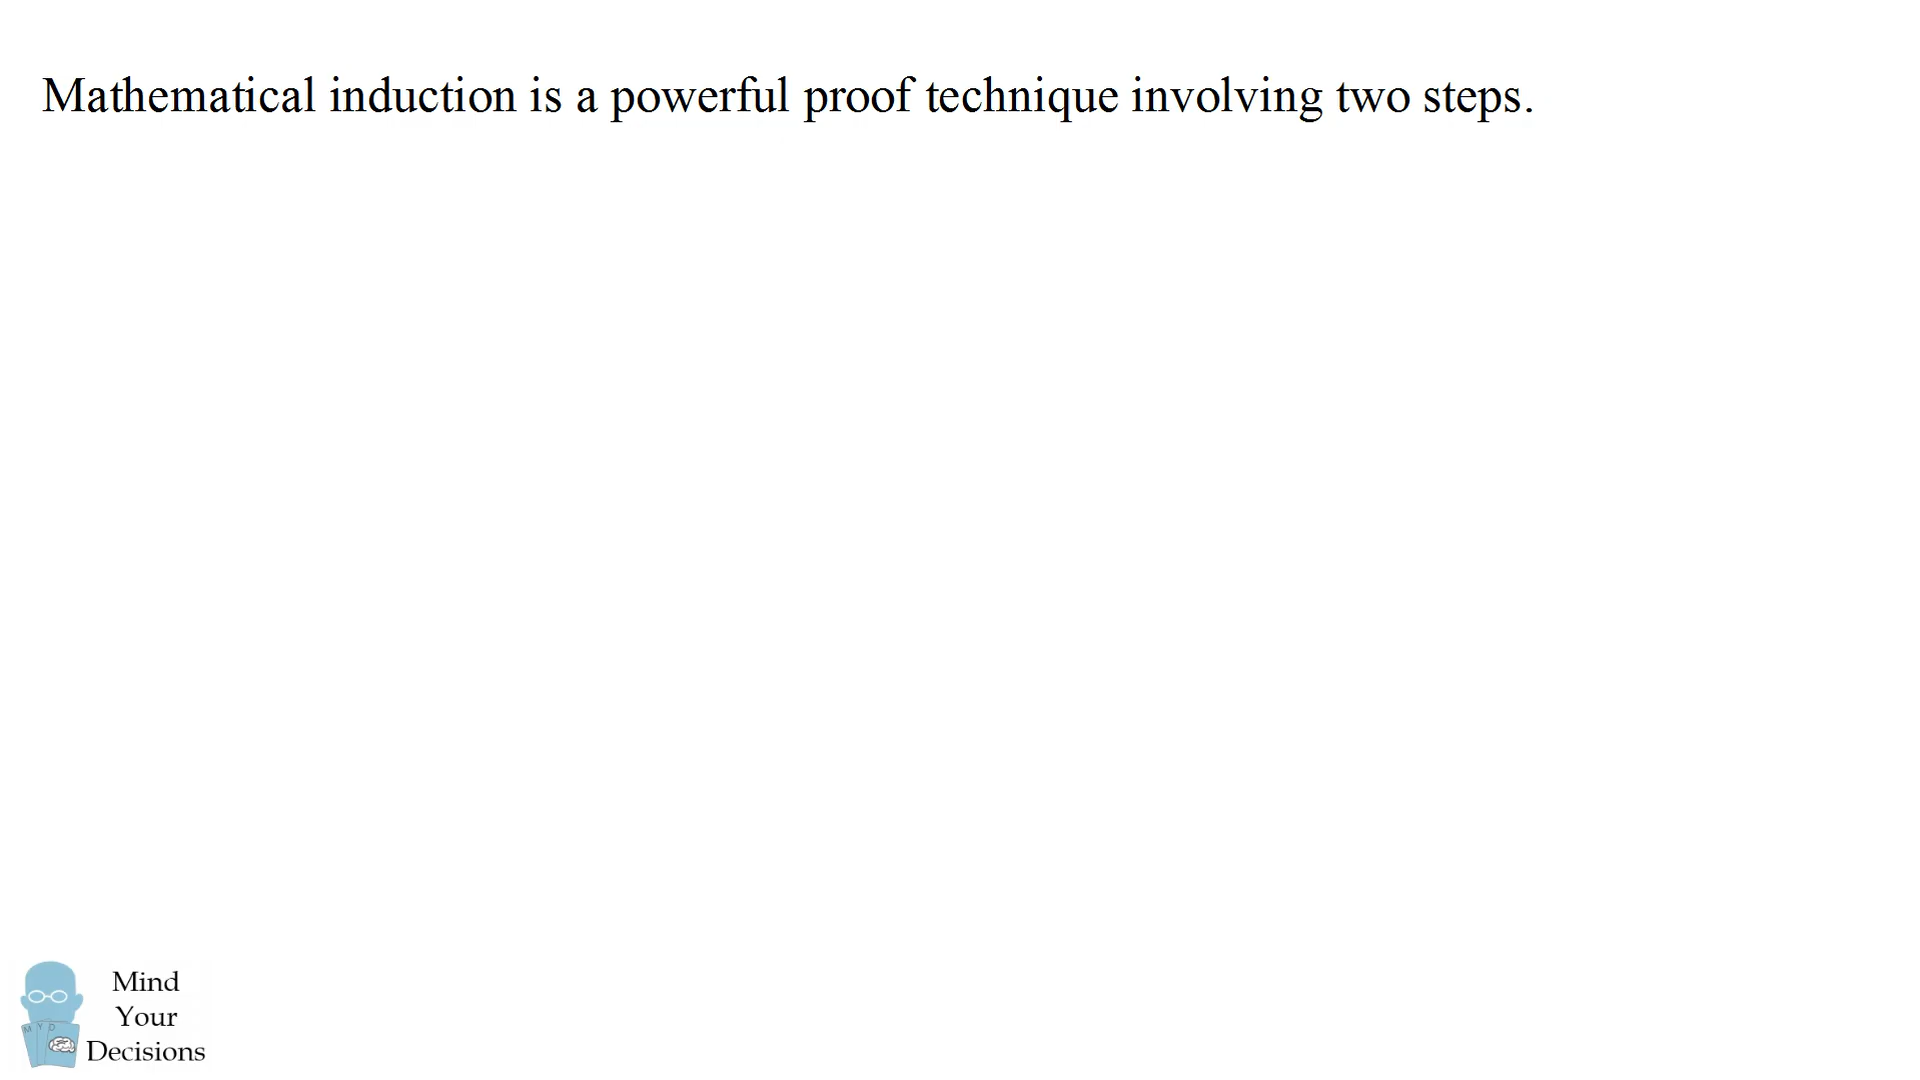 Mathematical induction is a powerful proof technique involving two steps.
M Y D
Mind
Your
Decisions